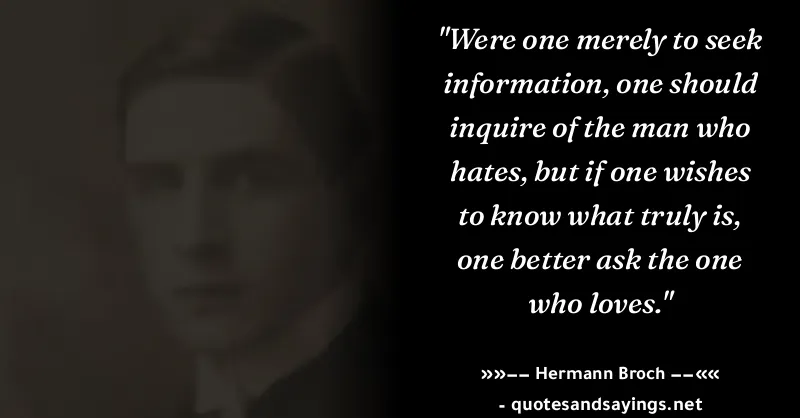 "Were one merely to seek
information, one should
inquire of the man who
hates, but if one wishes
to know what truly is,
one better ask the one
who loves."
»»-- Hermann Broch --««
- quotesandsayings.net